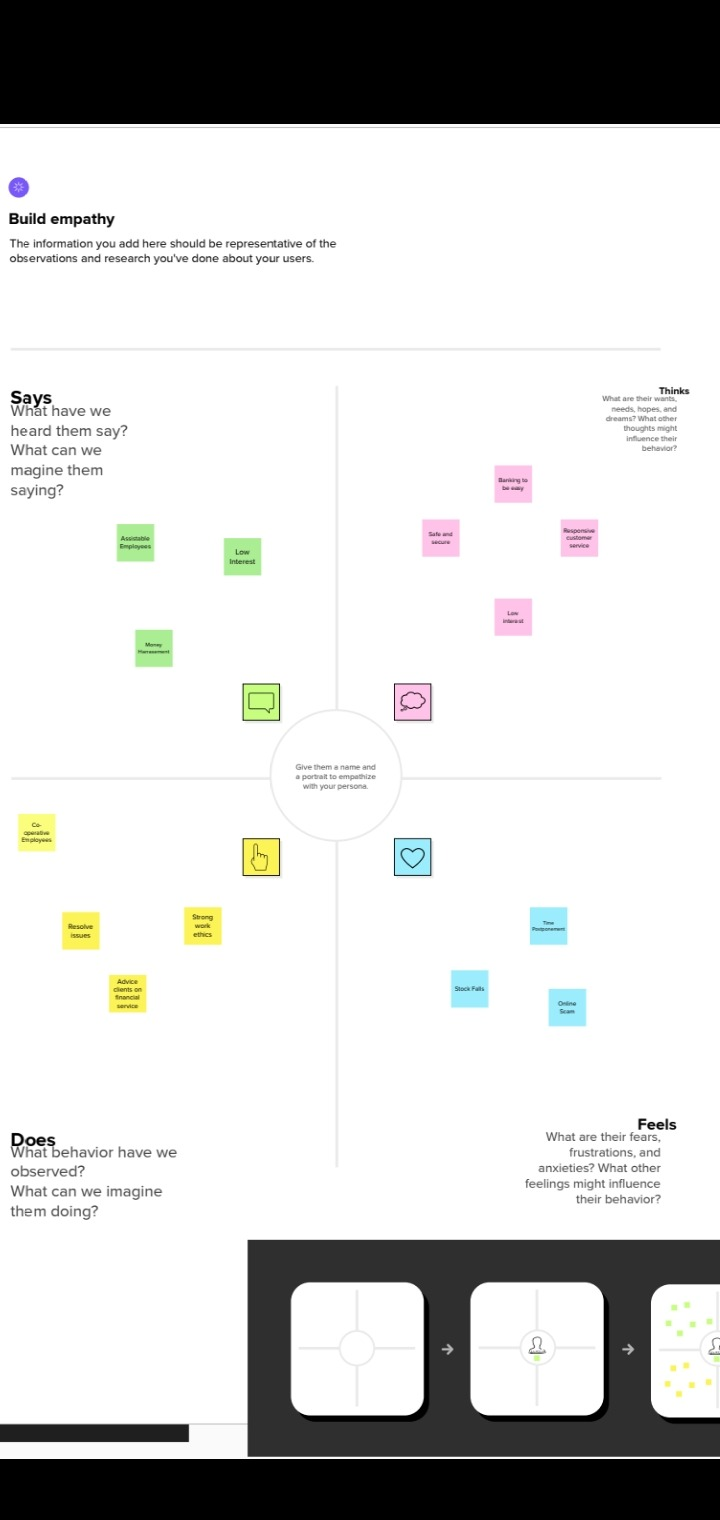 Build empathy
The information you add here should be representative of the
observations and research you've done about your users.
Says
What have we
heard them say?
What can we
magine them
saying?
Thinks
What are their wants,
needs, hopes, and
dreams? What other
thoughts might
influence their
behavior?
Assistable
Employees
Low
Interest
Money
Banking to
be easy
Safe and
secure
Responsive
customer
service
Low
interest
Give them a name and
a portrait to empathize
with your persona.
Co-
operative
Employees
Resolve
issues
Strong
work
ethics
Advice
clients on
financial
service
Time
Postponement
Stock Falls
Online
Scam
Does
What behavior have we
observed?
What can we imagine
them doing?
Feels
What are their fears,
frustrations, and
anxieties? What other
feelings might influence
their behavior?